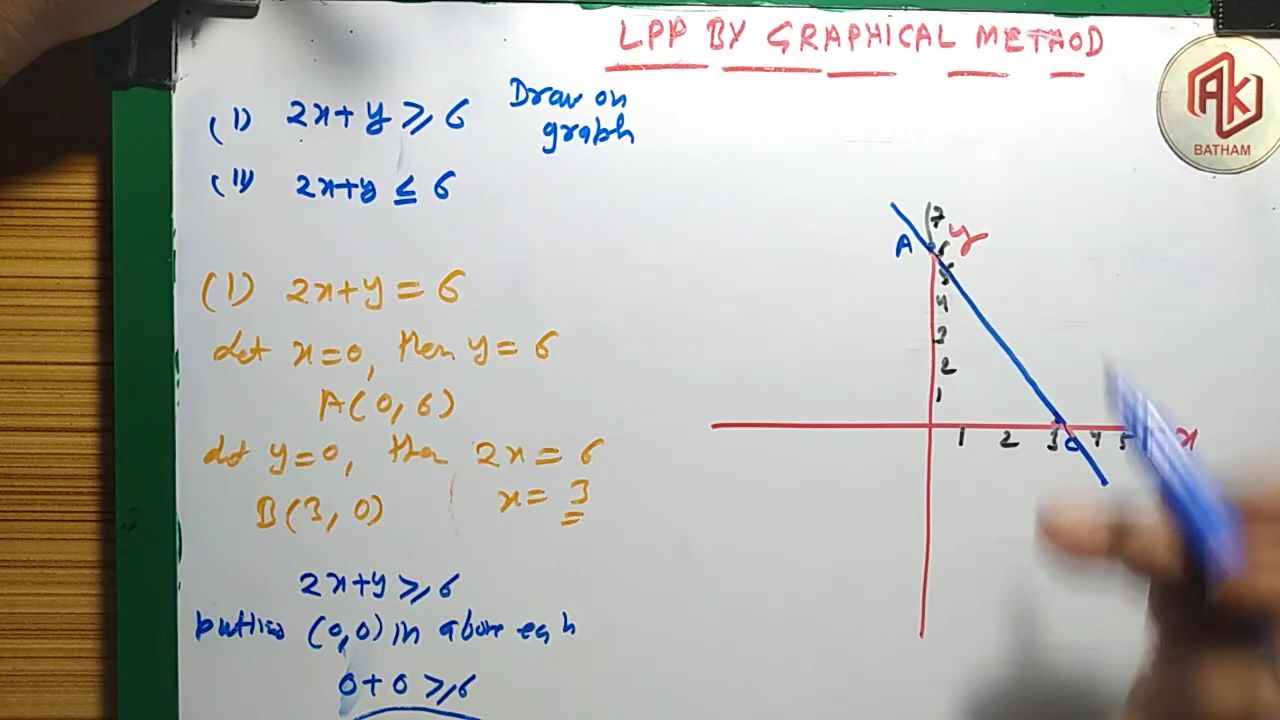 LPP BY GRAPHICAL METHOD
(I) 2x+y ≥ 6 Draw on
graph
(II) 2x+y ≤ 6
AK
BATHAM
(I) 2x+y = 6
Let x=0, then y= 6
A(0,6)
Let y=0, then 2x = 6
B(3,0) x= 3
2x+y ≥ 6
(0,0) in above
0+0 ≥ 6
7
A 6 y
5
4
3
2
1
1 2 3 4 5 x